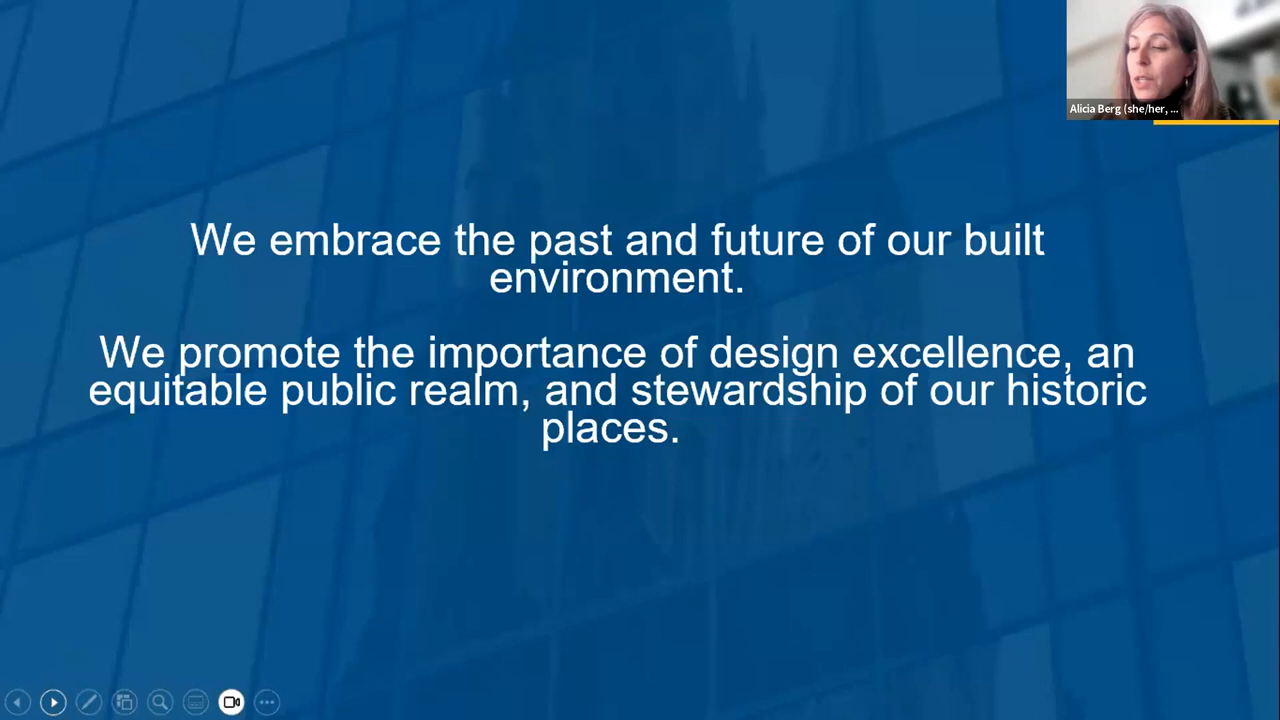 Alicia Berg (she/her, ...
We embrace the past and future of our built
environment.
We promote the importance of design excellence, an
equitable public realm, and stewardship of our historic
places.